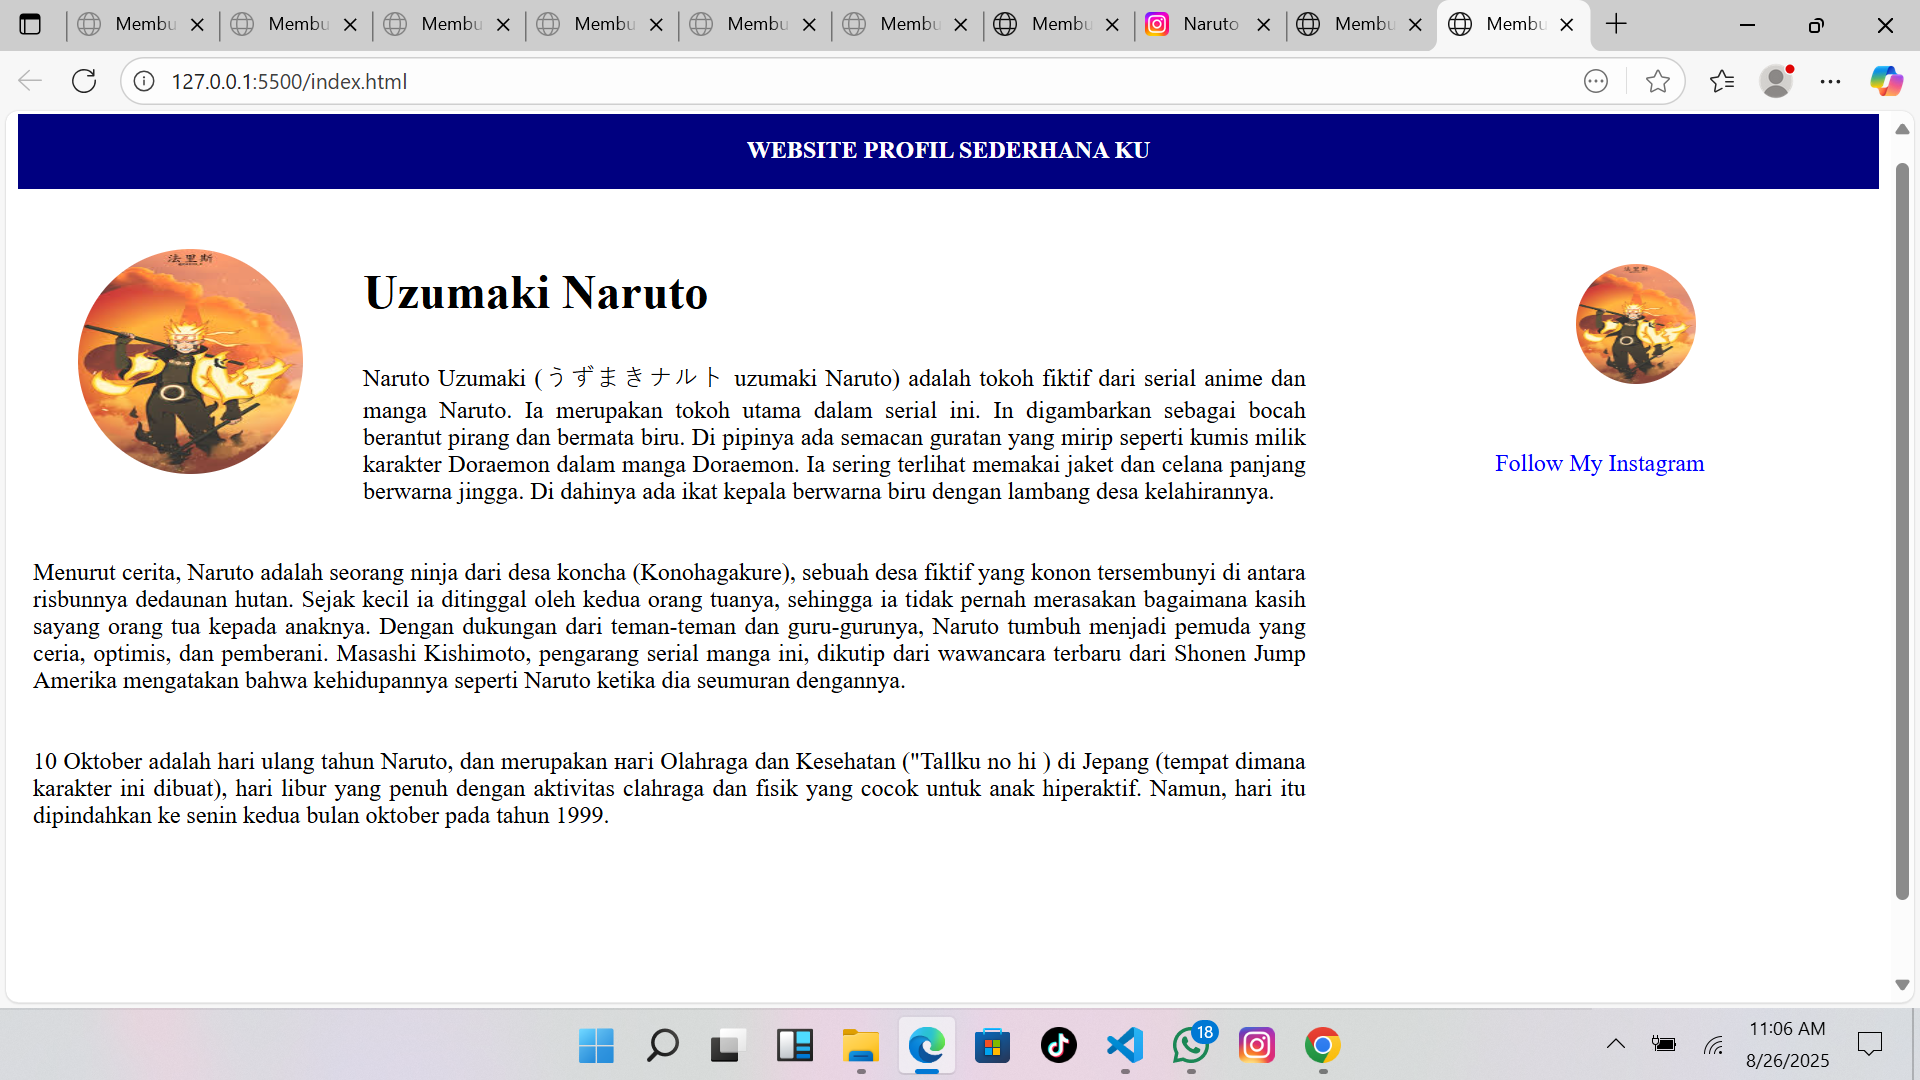 Membu
Membu
Membu
Membu
Membu
Membu
Membu
Naruto
Membu
Membu
127.0.0.1:5500/index.html
WEBSITE PROFIL SEDERHANA KU
法里斯
Uzumaki Naruto
法里斯
Naruto Uzumaki (うずまきナルト uzumaki Naruto) adalah tokoh fiktif dari serial anime dan
manga Naruto. Ia merupakan tokoh utama dalam serial ini. In digambarkan sebagai bocah
berantut pirang dan bermata biru. Di pipinya ada semacan guratan yang mirip seperti kumis milik
karakter Doraemon dalam manga Doraemon. Ia sering terlihat memakai jaket dan celana panjang
berwarna jingga. Di dahinya ada ikat kepala berwarna biru dengan lambang desa kelahirannya.
Follow My Instagram
Menurut cerita, Naruto adalah seorang ninja dari desa koncha (Konohagakure), sebuah desa fiktif yang konon tersembunyi di antara
risbunnya dedaunan hutan. Sejak kecil ia ditinggal oleh kedua orang tuanya, sehingga ia tidak pernah merasakan bagaimana kasih
sayang orang tua kepada anaknya. Dengan dukungan dari teman-teman dan guru-gurunya, Naruto tumbuh menjadi pemuda yang
ceria, optimis, dan pemberani. Masashi Kishimoto, pengarang serial manga ini, dikutip dari wawancara terbaru dari Shonen Jump
Amerika mengatakan bahwa kehidupannya seperti Naruto ketika dia seumuran dengannya.
10 Oktober adalah hari ulang tahun Naruto, dan merupakan нагі Olahraga dan Kesehatan ("Tallku no hi ) di Jepang (tempat dimana
karakter ini dibuat), hari libur yang penuh dengan aktivitas clahraga dan fisik yang cocok untuk anak hiperaktif. Namun, hari itu
dipindahkan ke senin kedua bulan oktober pada tahun 1999.
18
11:06 AM
8/26/2025